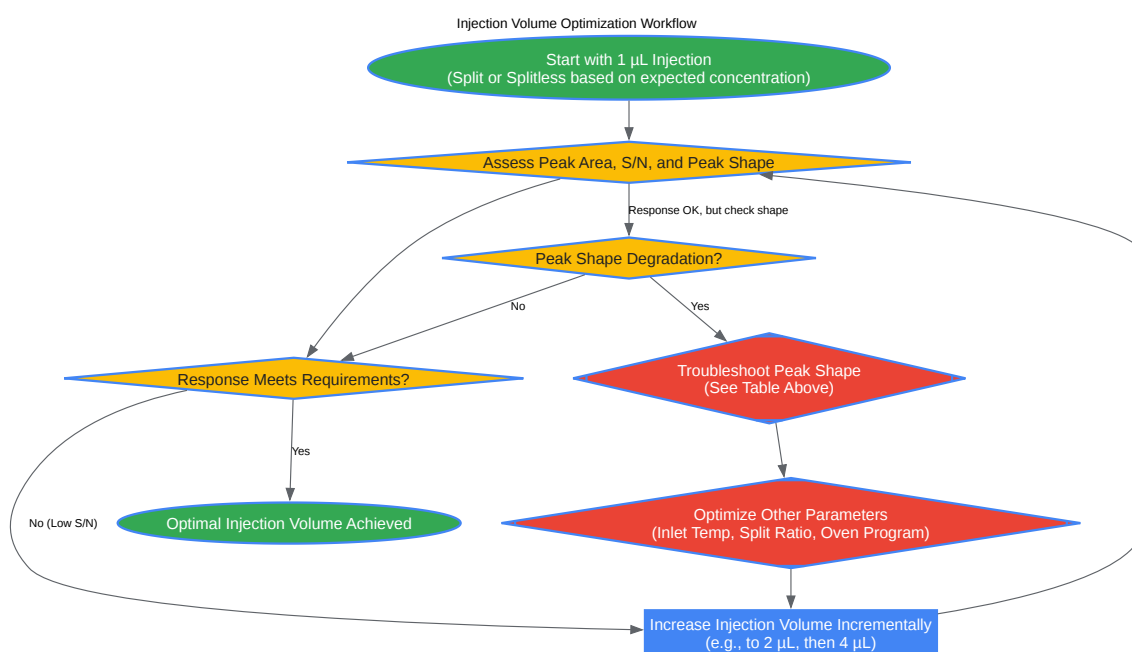 Injection Volume Optimization Workflow
Start with 1 µL Injection
(Split or Splitless based on expected concentration)
Assess Peak Area, S/N, and Peak Shape
Response OK, but check shape
Peak Shape Degradation?
No
Yes
Response Meets Requirements?
Troubleshoot Peak Shape
(See Table Above)
Yes
No (Low S/N)
Optimal Injection Volume Achieved
Optimize Other Parameters
(Inlet Temp, Split Ratio, Oven Program)
Increase Injection Volume Incrementally
(e.g., to 2 µL, then 4 µL)